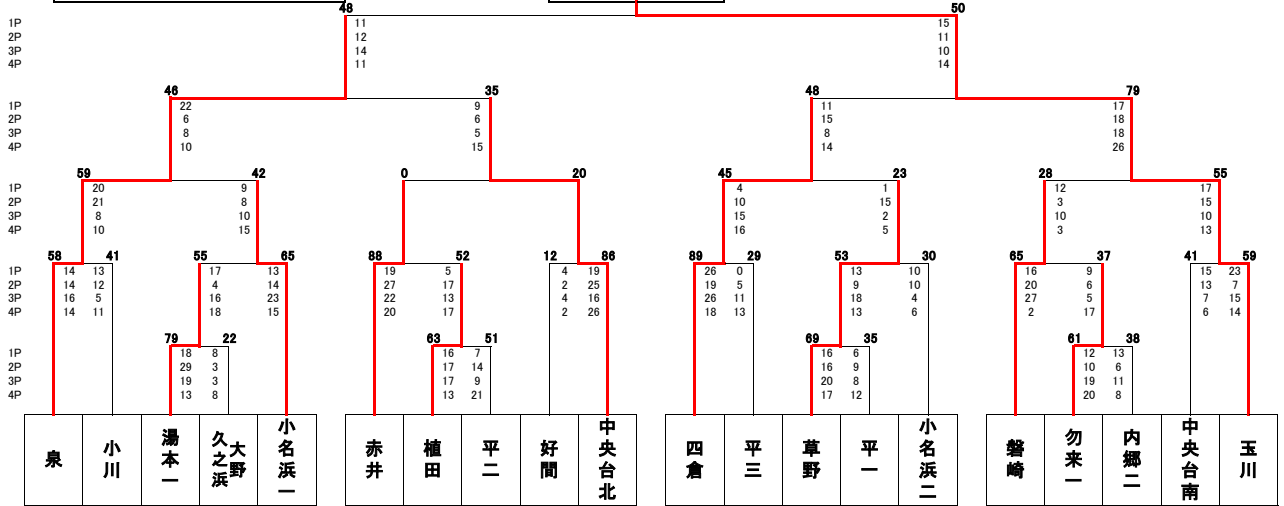 48 50
1P 11 15
2P 12 11
3P 14 10
4P 11 14
46 35 48 79
1P 22 9 11 17
2P 6 6 15 18
3P 8 5 8 18
4P 10 15 14 26
59 42 0 20 45 23 28 55
1P 20 9 4 1 12 17
2P 21 8 10 15 3 15
3P 8 10 15 2 10 10
4P 10 15 16 5 3 13
58 41 55 65 88 52 12 86 89 29 53 30 65 37 41 59
1P 14 13 17 13 19 5 4 19 26 0 13 10 16 9 15 23
2P 14 12 4 14 27 17 2 25 19 5 9 10 20 6 13 7
3P 16 5 16 23 22 13 4 16 26 11 18 4 27 5 7 15
4P 14 11 18 15 20 17 2 26 18 13 13 6 2 17 6 14
79 22 63 51 69 35 61 38
1P 18 8 16 7 16 6 12 13
2P 29 3 17 14 16 9 10 6
3P 19 3 17 9 20 8 19 11
4P 13 8 13 21 17 12 20 8
泉
小川
湯本一
大野
久之浜
小名浜一
赤井
植田
平二
好間
中央台北
四倉
平三
草野
平一
小名浜二
磐崎
勿来一
内郷二
中央台南
玉川